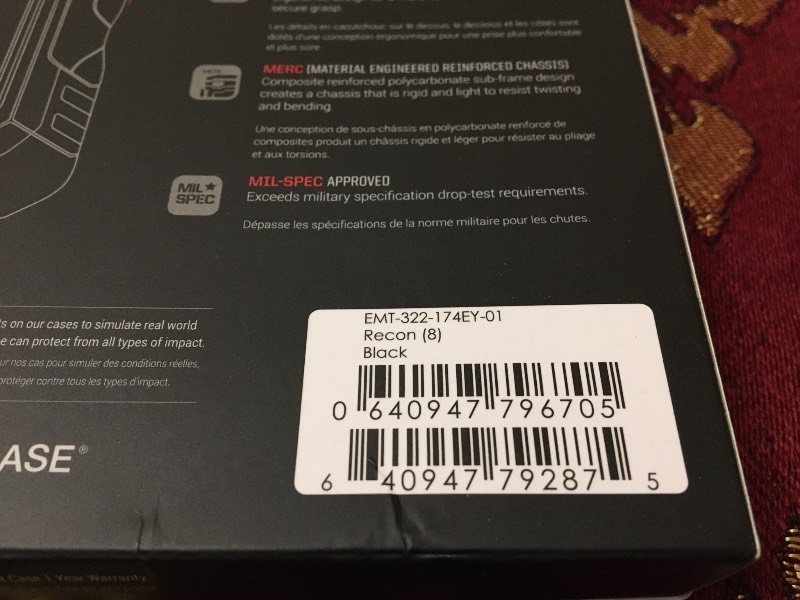 secure grasp.
Les détails en caoutchouc sur le dessus, le dessous et les côtés sont
dotés d'une conception ergonomique pour une prise plus confortable
et plus sûre.
MERC (MATERIAL ENGINEERED REINFORCED CHASSIS)
Composite reinforced polycarbonate sub-frame design
creates a chassis that is rigid and light to resist twisting
and bending.
Une conception de sous-châssis en polycarbonate renforcé de
composites produit un châssis rigide et léger pour résister au pliage
et aux torsions.
MIL★
SPEC
MIL-SPEC APPROVED
Exceeds military specification drop-test requirements.
Dépasse les spécifications de la norme militaire pour les chutes.
on our cases to simulate real world
can protect from all types of impact.
nos cas pour simuler des conditions réelles,
protéger contre tous les types d'impact.
ASE®
EMT-322-174EY-01
Recon (8)
Black
0 640947 796705
6 40947 79287 5
Case 1 Year Warranty